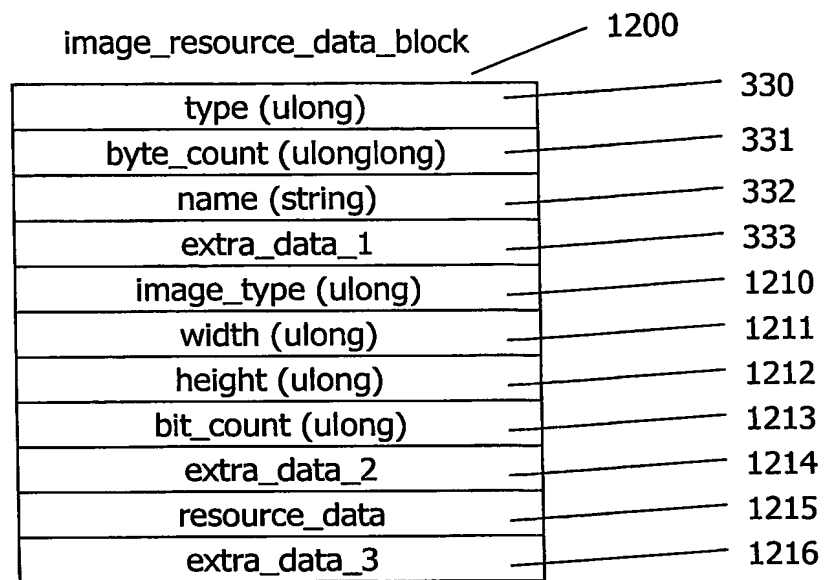 image_resource_data_block 1200
type (ulong) 330
byte_count (ulonglong) 331
name (string) 332
extra_data_1 333
image_type (ulong) 1210
width (ulong) 1211
height (ulong) 1212
bit_count (ulong) 1213
extra_data_2 1214
resource_data 1215
extra_data_3 1216